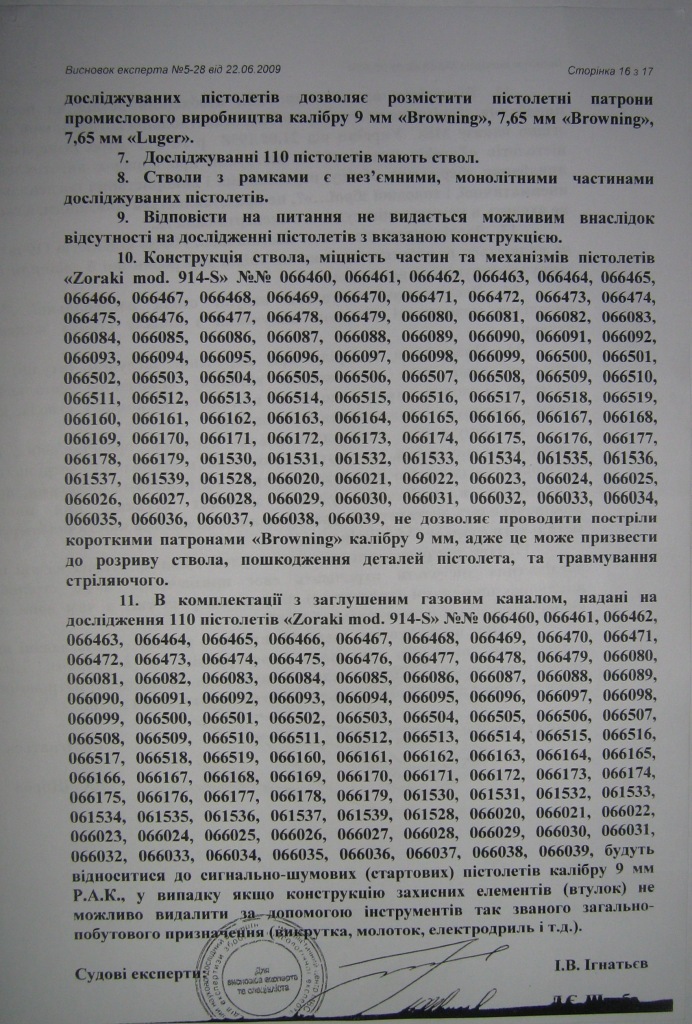 Висновок експерта №5-28 від 22.06.2009 Сторінка 16 з 17
досліджуваних пістолетів дозволяє розмістити пістолетні патрони
промислового виробництва калібру 9 мм «Browning», 7,65 мм «Browning»,
7,65 мм «Luger».
7. Досліджуванні 110 пістолетів мають ствол.
8. Стволи з рамками є нез’ємними, монолітними частинами
досліджуваних пістолетів.
9. Відповісти на питання не видається можливим внаслідок
відсутності на дослідженні пістолетів з вказаною конструкцією.
10. Конструкція ствола, міцність частин та механізмів пістолетів
«Zoraki mod. 914-S» №№ 066460, 066461, 066462, 066463, 066464, 066465,
066466, 066467, 066468, 066469, 066470, 066471, 066472, 066473, 066474,
066475, 066476, 066477, 066478, 066479, 066080, 066081, 066082, 066083,
066084, 066085, 066086, 066087, 066088, 066089, 066090, 066091, 066092,
066093, 066094, 066095, 066096, 066097, 066098, 066099, 066500, 066501,
066502, 066503, 066504, 066505, 066506, 066507, 066508, 066509, 066510,
066511, 066512, 066513, 066514, 066515, 066516, 066517, 066518, 066519,
066160, 066161, 066162, 066163, 066164, 066165, 066166, 066167, 066168,
066169, 066170, 066171, 066172, 066173, 066174, 066175, 066176, 066177,
066178, 066179, 061530, 061531, 061532, 061533, 061534, 061535, 061536,
061537, 061539, 061528, 066020, 066021, 066022, 066023, 066024, 066025,
066026, 066027, 066028, 066029, 066030, 066031, 066032, 066033, 066034,
066035, 066036, 066037, 066038, 066039, не дозволяє проводити постріли
короткими патронами «Browning» калібру 9 мм, адже це може призвести
до розриву ствола, пошкодження деталей пістолета, та травмування
стріляючого.
11. В комплектації з заглушеним газовим каналом, надані на
дослідження 110 пістолетів «Zoraki mod. 914-S» №№ 066460, 066461, 066462,
066463, 066464, 066465, 066466, 066467, 066468, 066469, 066470, 066471,
066472, 066473, 066474, 066475, 066476, 066477, 066478, 066479, 066080,
066081, 066082, 066083, 066084, 066085, 066086, 066087, 066088, 066089,
066090, 066091, 066092, 066093, 066094, 066095, 066096, 066097, 066098,
066099, 066500, 066501, 066502, 066503, 066504, 066505, 066506, 066507,
066508, 066509, 066510, 066511, 066512, 066513, 066514, 066515, 066516,
066517, 066518, 066519, 066160, 066161, 066162, 066163, 066164, 066165,
066166, 066167, 066168, 066169, 066170, 066171, 066172, 066173, 066174,
066175, 066176, 066177, 066178, 066179, 061530, 061531, 061532, 061533,
061534, 061535, 061536, 061537, 061539, 061528, 066020, 066021, 066022,
066023, 066024, 066025, 066026, 066027, 066028, 066029, 066030, 066031,
066032, 066033, 066034, 066035, 066036, 066037, 066038, 066039, будуть
відноситися до сигнально-шумових (стартових) пістолетів калібру 9 мм
Р.А.К., у випадку якщо конструкцію захисних елементів (втулок) не
можливо видалити за допомогою інструментів так званого загально-
побутового призначення (викрутка, молоток, електродриль і т.д.).
Судові експерти: І.В. Ігнатьєв
Для
висновків експерта
та спеціаліста